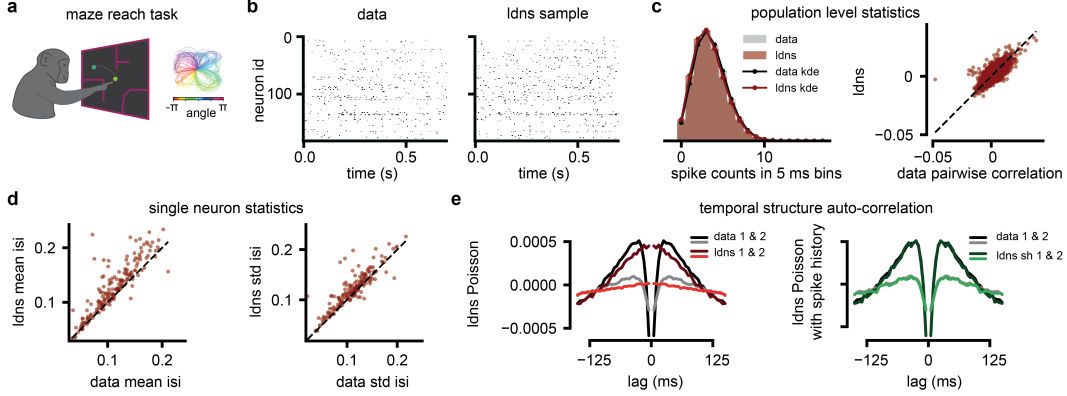 a
maze reach task
-π
π
angle
b
data
ldns sample
neuron id
0
100
0.0
0.5
time (s)
0.0
0.5
time (s)
c
population level statistics
data
ldns
data kde
ldns kde
0
10
spike counts in 5 ms bins
ldns
0
−0.05
−0.05
0
data pairwise correlation
d
single neuron statistics
ldns mean isi
0.2
0.1
0.1
0.2
data mean isi
ldns std isi
0.2
0.1
0.1
0.2
data std isi
e
temporal structure auto-correlation
ldns Poisson
0.0005
0.0000
−0.0005
data 1 & 2
ldns 1 & 2
−125
0
125
lag (ms)
ldns Poisson
with spike history
data 1 & 2
ldns sh 1 & 2
−125
0
125
lag (ms)